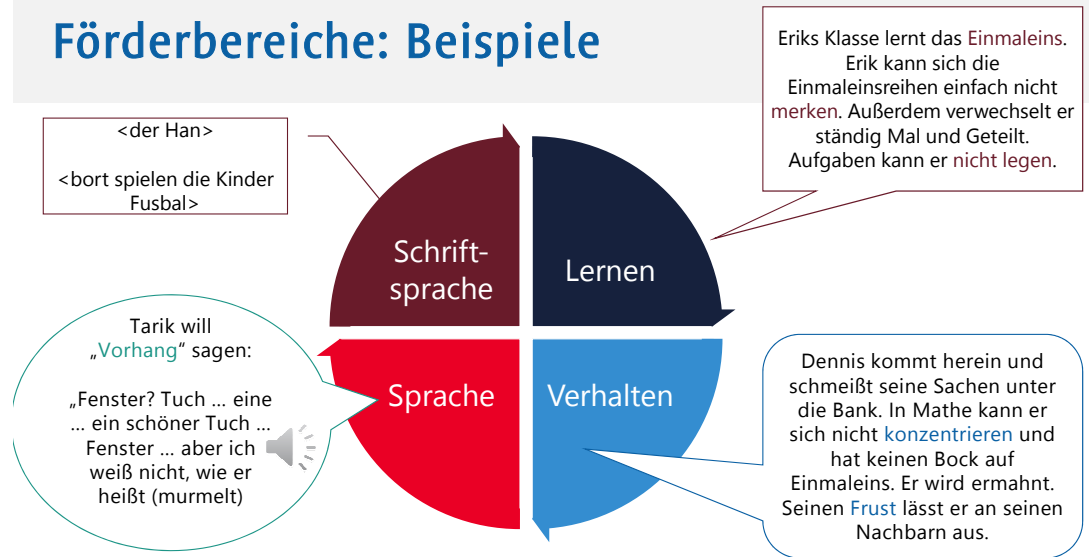 Förderbereiche: Beispiele
Eriks Klasse lernt das Einmaleins.
Erik kann sich die
Einmaleinsreihen einfach nicht
merken. Außerdem verwechselt er
ständig Mal und Geteilt.
Aufgaben kann er nicht legen.
<der Han>
<bort spielen die Kinder
Fusbal>
Schrift-
sprache
Lernen
Tarik will
„Vorhang“ sagen:
„Fenster? Tuch ... eine
... ein schöner Tuch ...
Fenster ... aber ich
weiß nicht, wie er
heißt (murmelt)
Sprache
Verhalten
Dennis kommt herein und
schmeißt seine Sachen unter
die Bank. In Mathe kann er
sich nicht konzentrieren und
hat keinen Bock auf
Einmaleins. Er wird ermahnt.
Seinen Frust lässt er an seinen
Nachbarn aus.